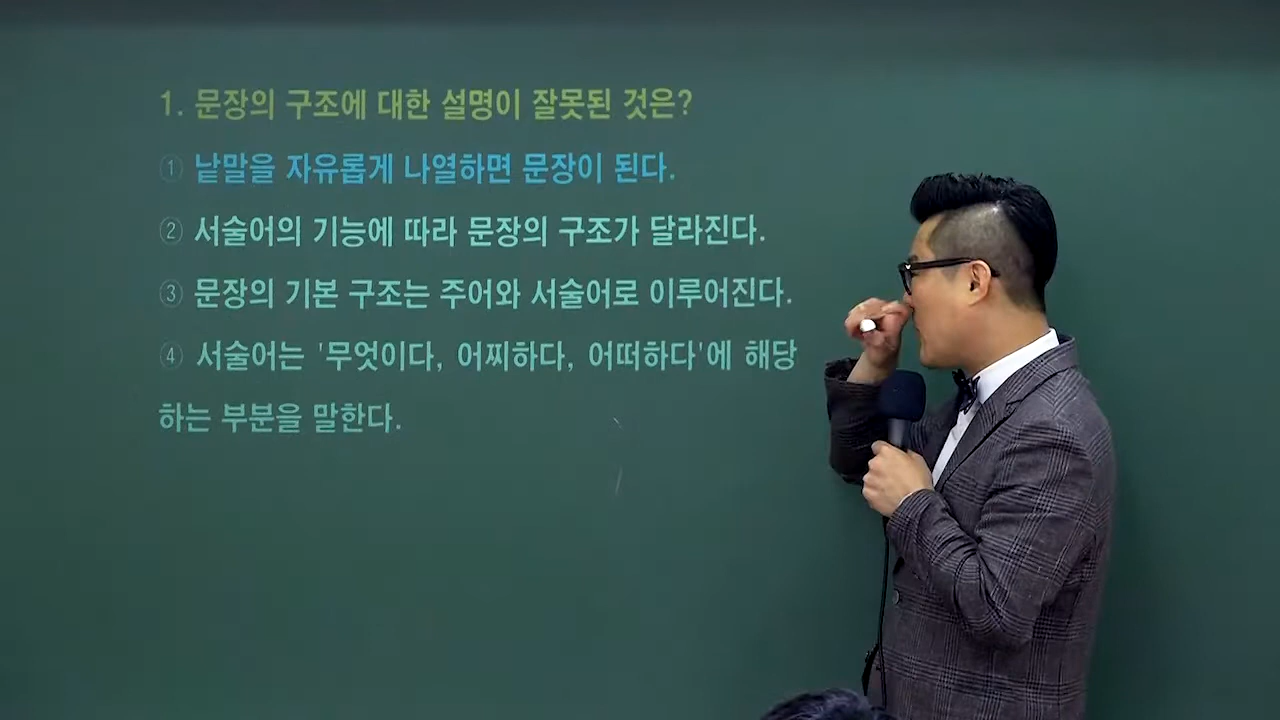 1. 문장의 구조에 대한 설명이 잘못된 것은?
① 낱말을 자유롭게 나열하면 문장이 된다.
② 서술어의 기능에 따라 문장의 구조가 달라진다.
③ 문장의 기본 구조는 주어와 서술어로 이루어진다.
④ 서술어는 '무엇이다, 어찌하다, 어떠하다'에 해당
하는 부분을 말한다.